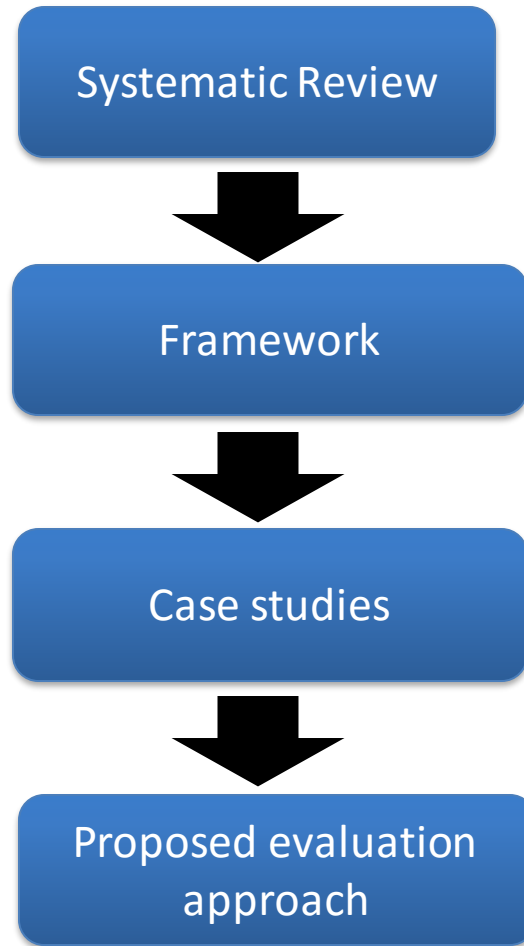 Systematic Review
Framework
Case studies
Proposed evaluation
approach